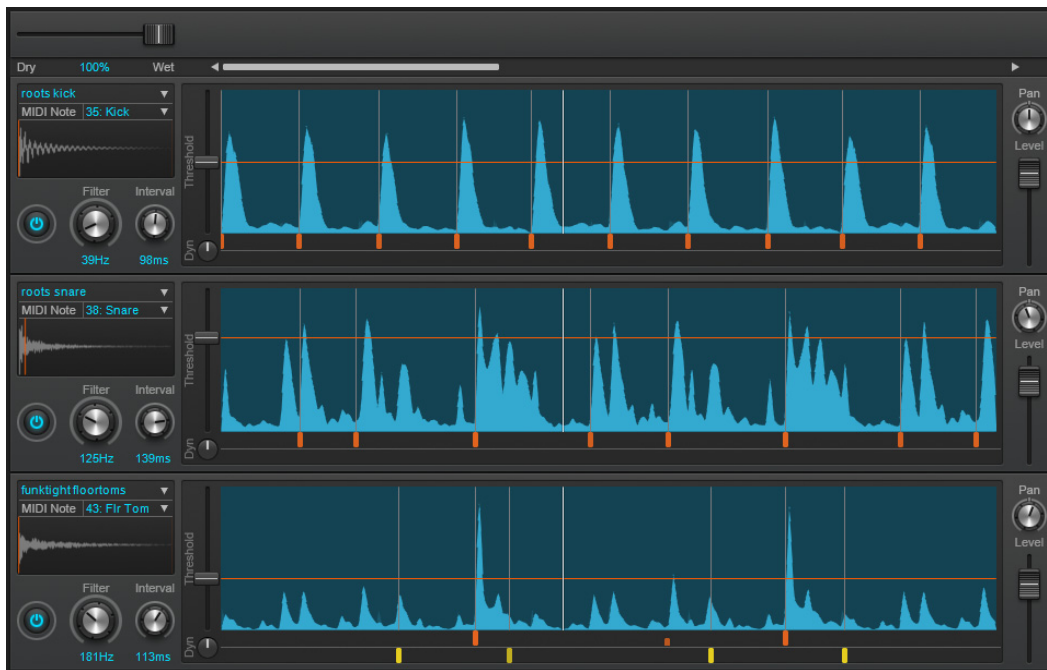 Dry 100% Wet
roots kick
MIDI Note 35: Kick
Filter Interval
39Hz 98ms
Threshold
Dyn
Pan
Level
roots snare
MIDI Note 38: Snare
Filter Interval
125Hz 139ms
Threshold
Dyn
Pan
Level
funktight floortoms
MIDI Note 43: Flr Tom
Filter Interval
181Hz 113ms
Threshold
Dyn
Pan
Level